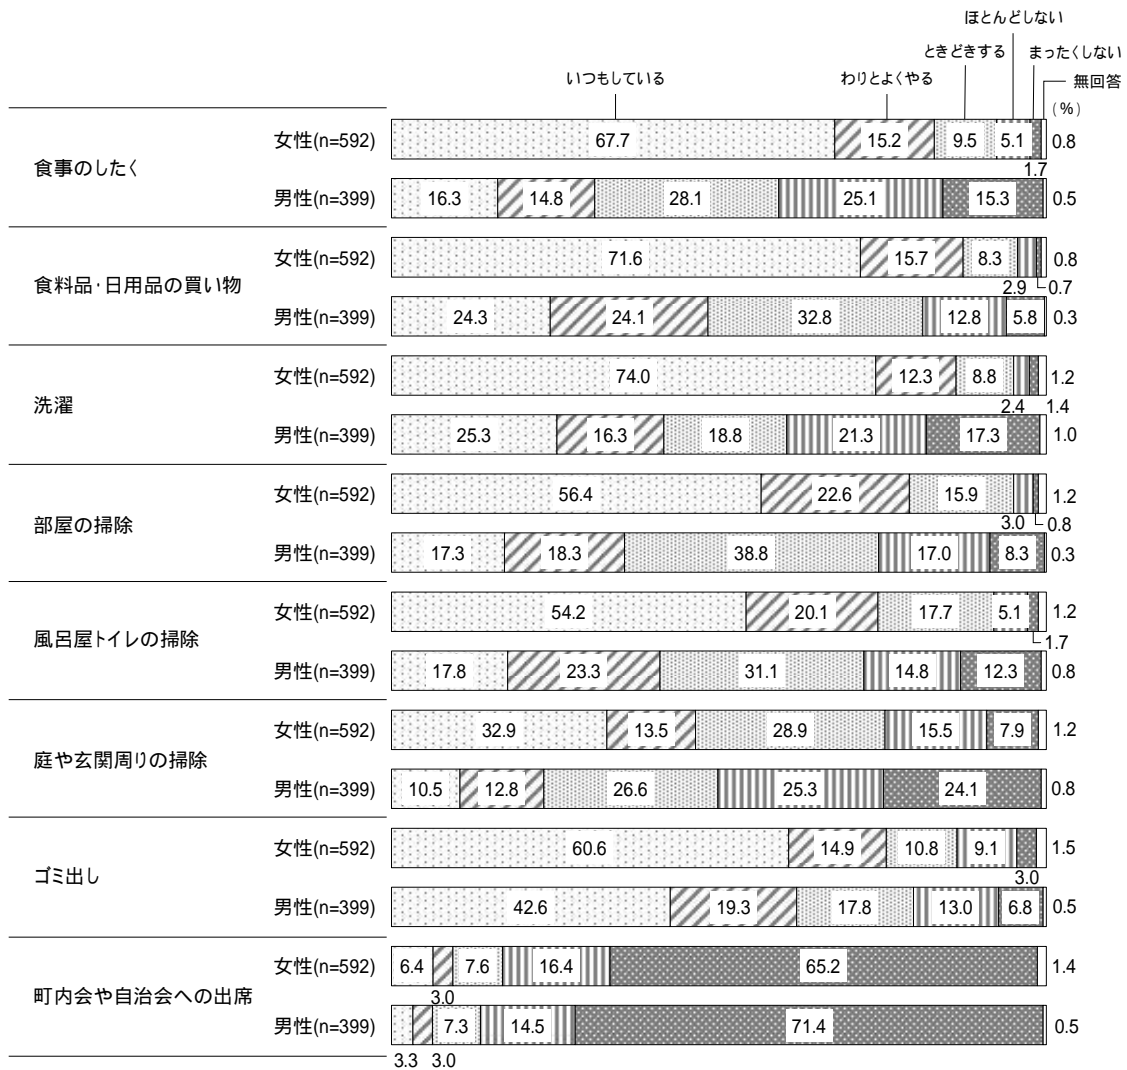 ほとんどしない
ときどきする まったくしない
いつもしている わりとよくやる 無回答
(%)
女性(n=592) 67.7 15.2 9.5 5.1 0.8
1.7
食事のしたく
男性(n=399) 16.3 14.8 28.1 25.1 15.3 0.5
女性(n=592) 71.6 15.7 8.3 0.8
食料品・日用品の買い物 2.9 0.7
男性(n=399) 24.3 24.1 32.8 12.8 5.8 0.3
女性(n=592) 74.0 12.3 8.8 1.2
洗濯 2.4 1.4
男性(n=399) 25.3 16.3 18.8 21.3 17.3 1.0
女性(n=592) 56.4 22.6 15.9 1.2
部屋の掃除 3.0 0.8
男性(n=399) 17.3 18.3 38.8 17.0 8.3 0.3
女性(n=592) 54.2 20.1 17.7 5.1 1.2
風呂屋トイレの掃除 1.7
男性(n=399) 17.8 23.3 31.1 14.8 12.3 0.8
女性(n=592) 32.9 13.5 28.9 15.5 7.9 1.2
庭や玄関周りの掃除
男性(n=399) 10.5 12.8 26.6 25.3 24.1 0.8
女性(n=592) 60.6 14.9 10.8 9.1 1.5
ゴミ出し 3.0
男性(n=399) 42.6 19.3 17.8 13.0 6.8 0.5
女性(n=592) 6.4 7.6 16.4 65.2 1.4
町内会や自治会への出席 3.0
男性(n=399) 7.3 14.5 71.4 0.5
3.3 3.0